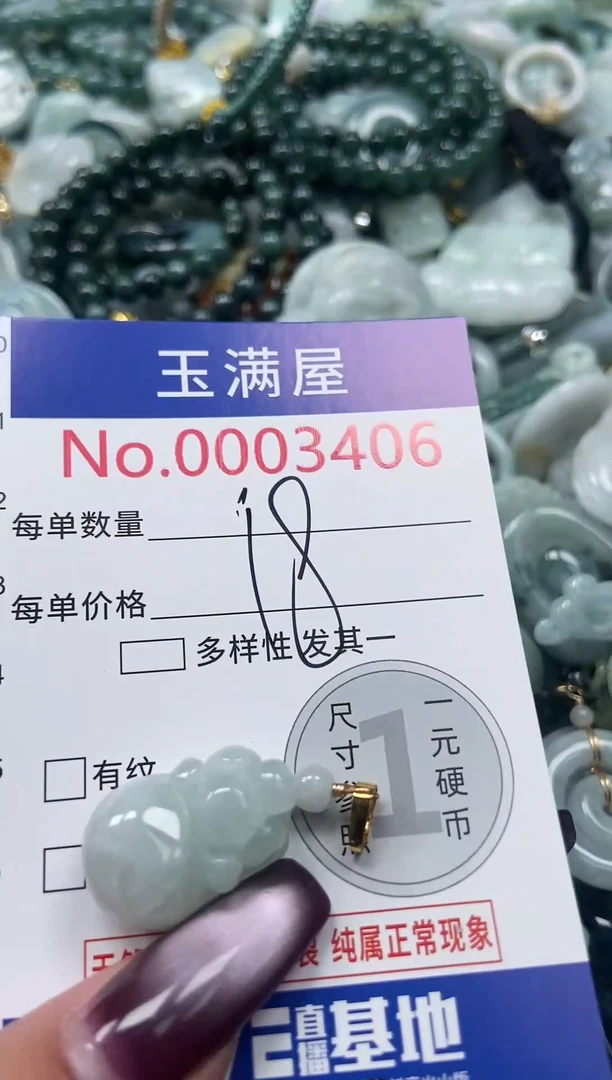 玉满屋
No.0003406
18
每单数量
每单价格
多样性发其一
尺寸参照
一元硬币
1
有纹
纯属正常现象
直播基地